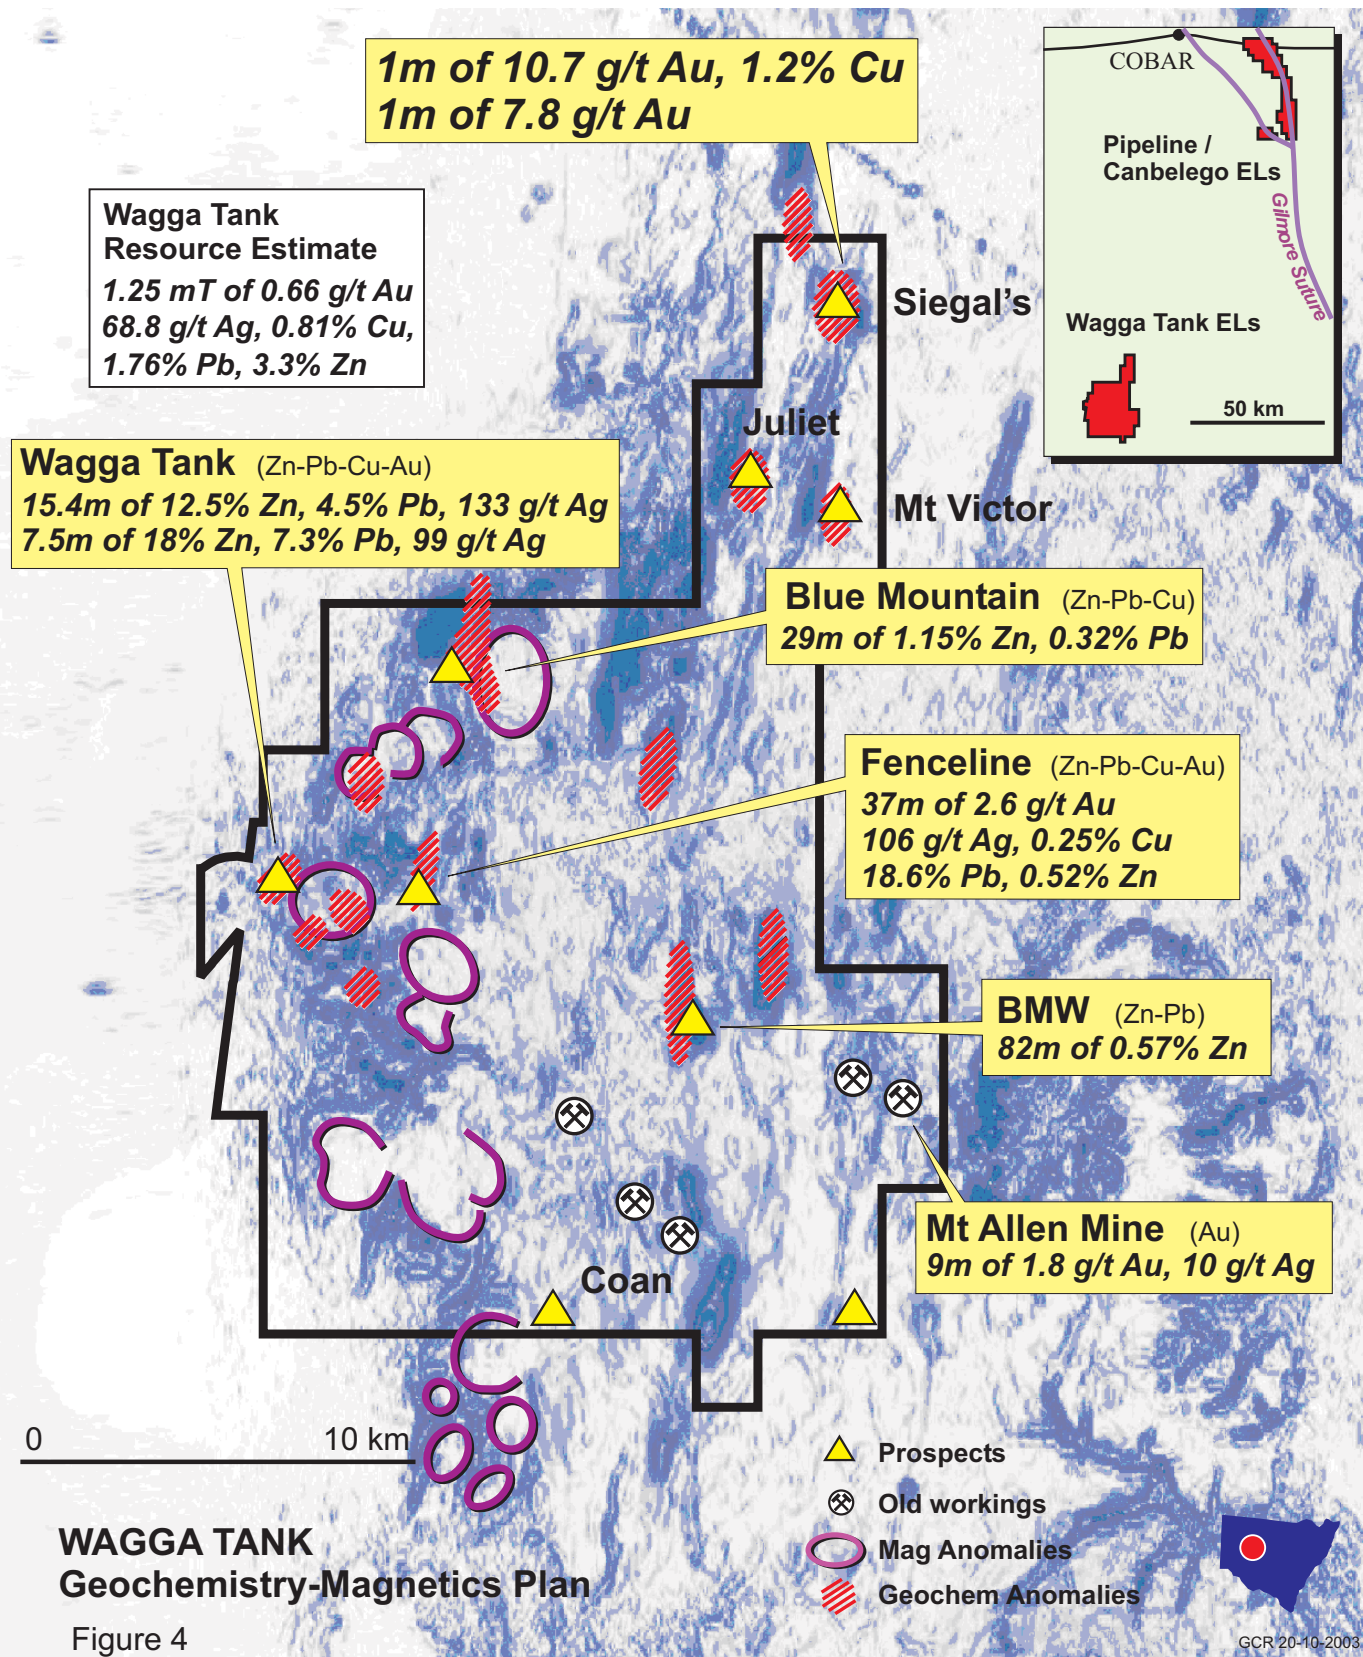 1m of 10.7 g/t Au, 1.2% Cu
1m of 7.8 g/t Au
COBAR
Pipeline /
Canbelego ELs
Gilmore Suture
Wagga Tank ELs
50 km
Wagga Tank
Resource Estimate
1.25 mT of 0.66 g/t Au
68.8 g/t Ag, 0.81% Cu,
1.76% Pb, 3.3% Zn
Siegal's
Juliet
Mt Victor
Wagga Tank (Zn-Pb-Cu-Au)
15.4m of 12.5% Zn, 4.5% Pb, 133 g/t Ag
7.5m of 18% Zn, 7.3% Pb, 99 g/t Ag
Blue Mountain (Zn-Pb-Cu)
29m of 1.15% Zn, 0.32% Pb
Fenceline (Zn-Pb-Cu-Au)
37m of 2.6 g/t Au
106 g/t Ag, 0.25% Cu
18.6% Pb, 0.52% Zn
BMW (Zn-Pb)
82m of 0.57% Zn
Mt Allen Mine (Au)
9m of 1.8 g/t Au, 10 g/t Ag
Coan
0 10 km
Prospects
Old workings
Mag Anomalies
Geochem Anomalies
WAGGA TANK
Geochemistry-Magnetics Plan
Figure 4
GCR 20-10-2003